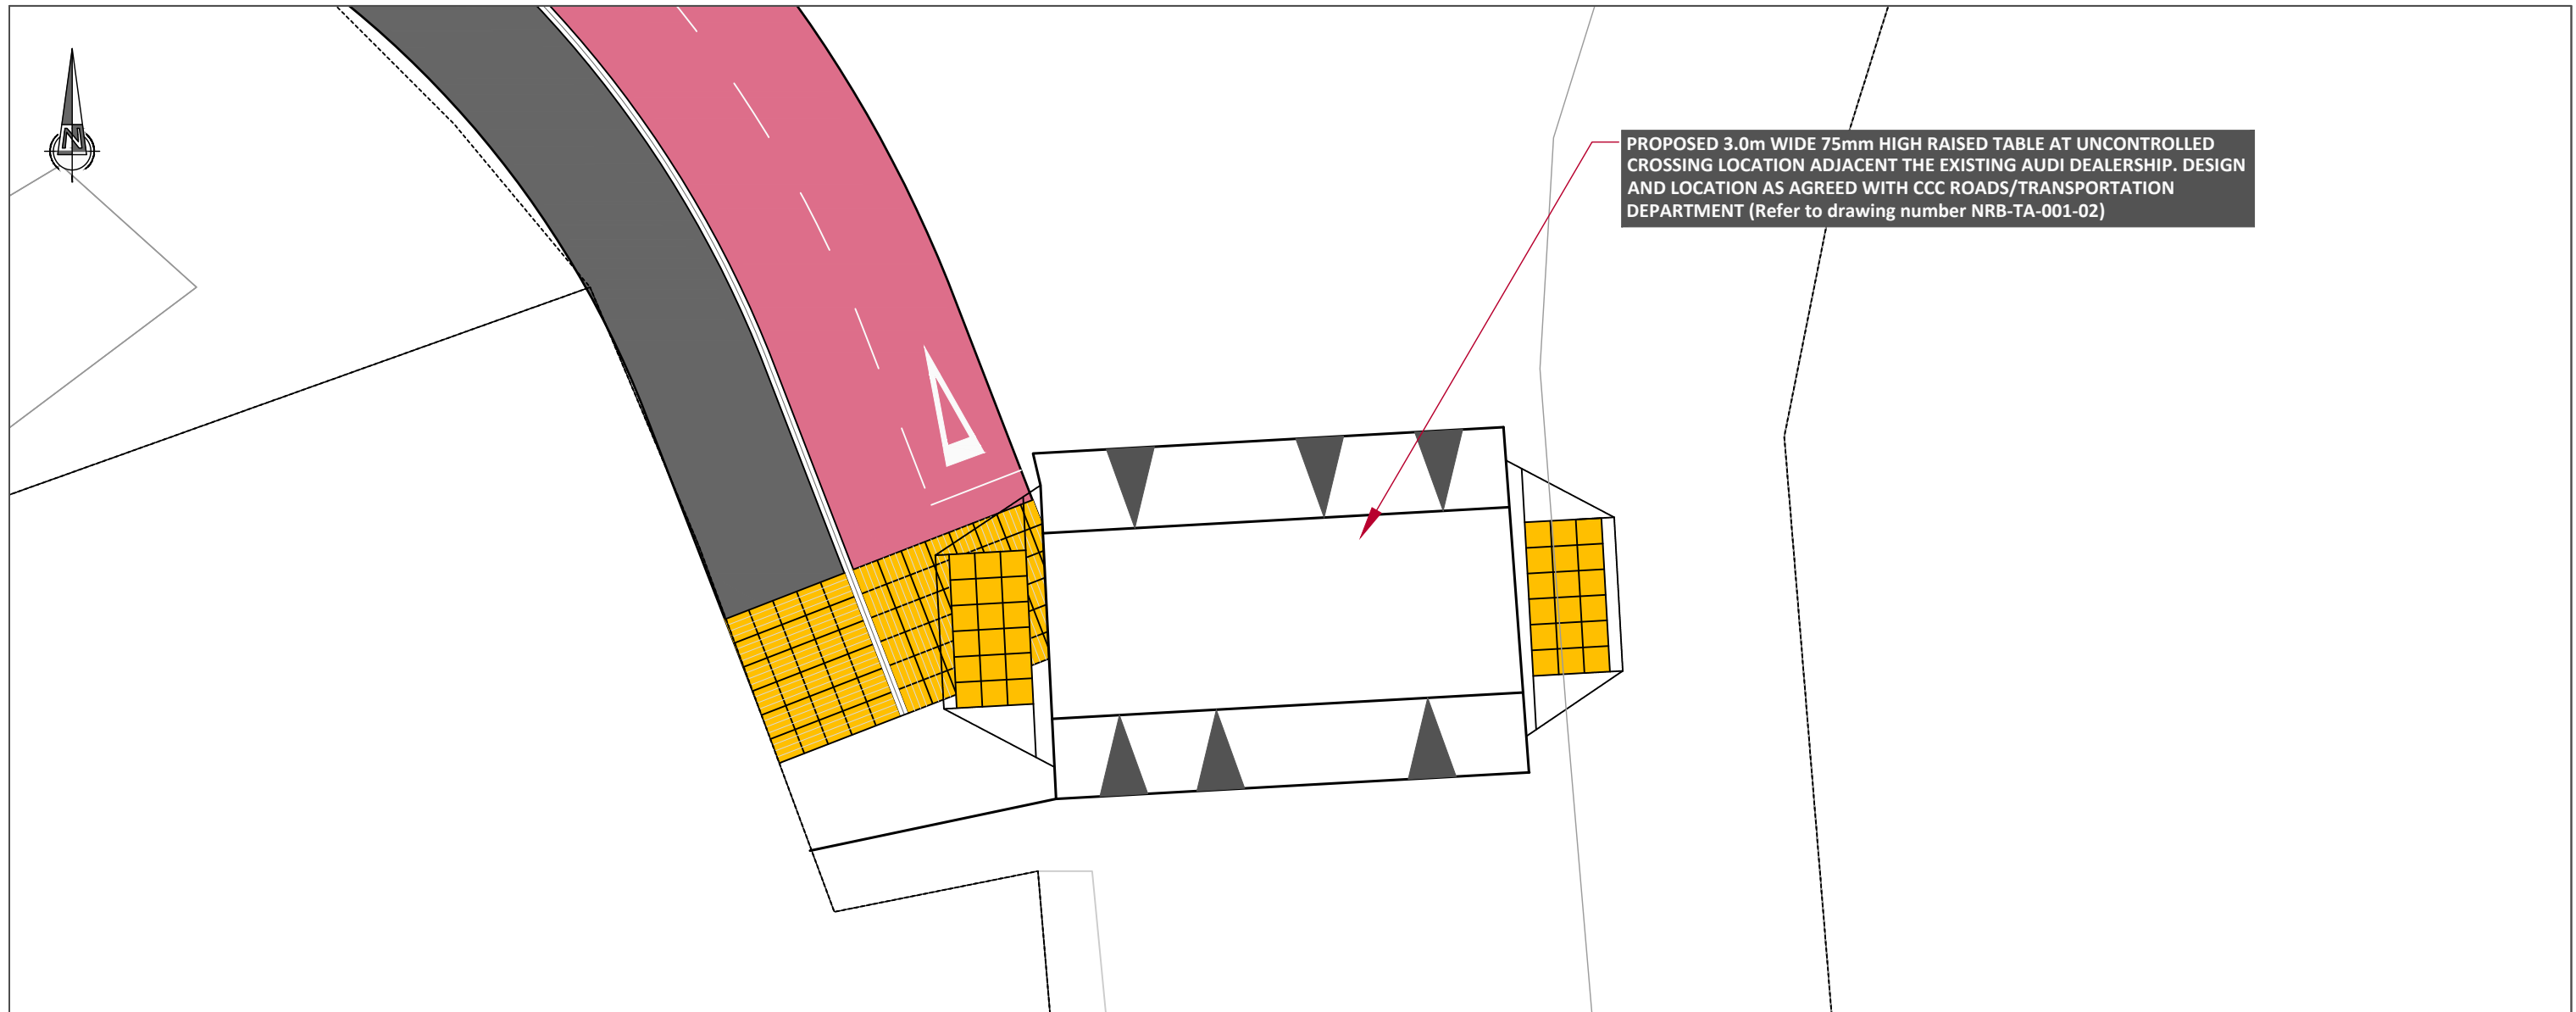 N
PROPOSED 3.0m WIDE 75mm HIGH RAISED TABLE AT UNCONTROLLED
CROSSING LOCATION ADJACENT THE EXISTING AUDI DEALERSHIP. DESIGN
AND LOCATION AS AGREED WITH CCC ROADS/TRANSPORTATION
DEPARTMENT (Refer to drawing number NRB-TA-001-02)